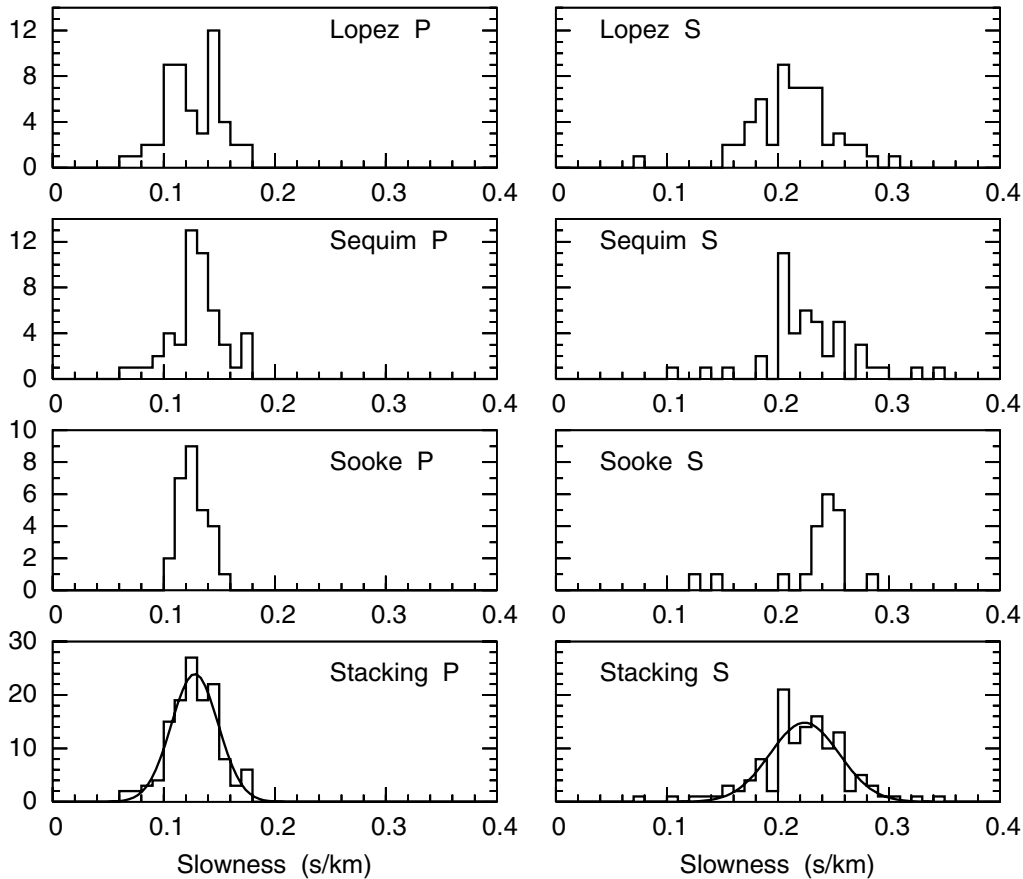 Lopez P
12
8
4
0
0 0.1 0.2 0.3 0.4
Lopez S
0 0.1 0.2 0.3 0.4
Sequim P
12
8
4
0
0 0.1 0.2 0.3 0.4
Sequim S
0 0.1 0.2 0.3 0.4
Sooke P
10
8
6
4
2
0
0 0.1 0.2 0.3 0.4
Sooke S
0 0.1 0.2 0.3 0.4
Stacking P
30
20
10
0
0 0.1 0.2 0.3 0.4
Slowness (s/km)
Stacking S
0 0.1 0.2 0.3 0.4
Slowness (s/km)